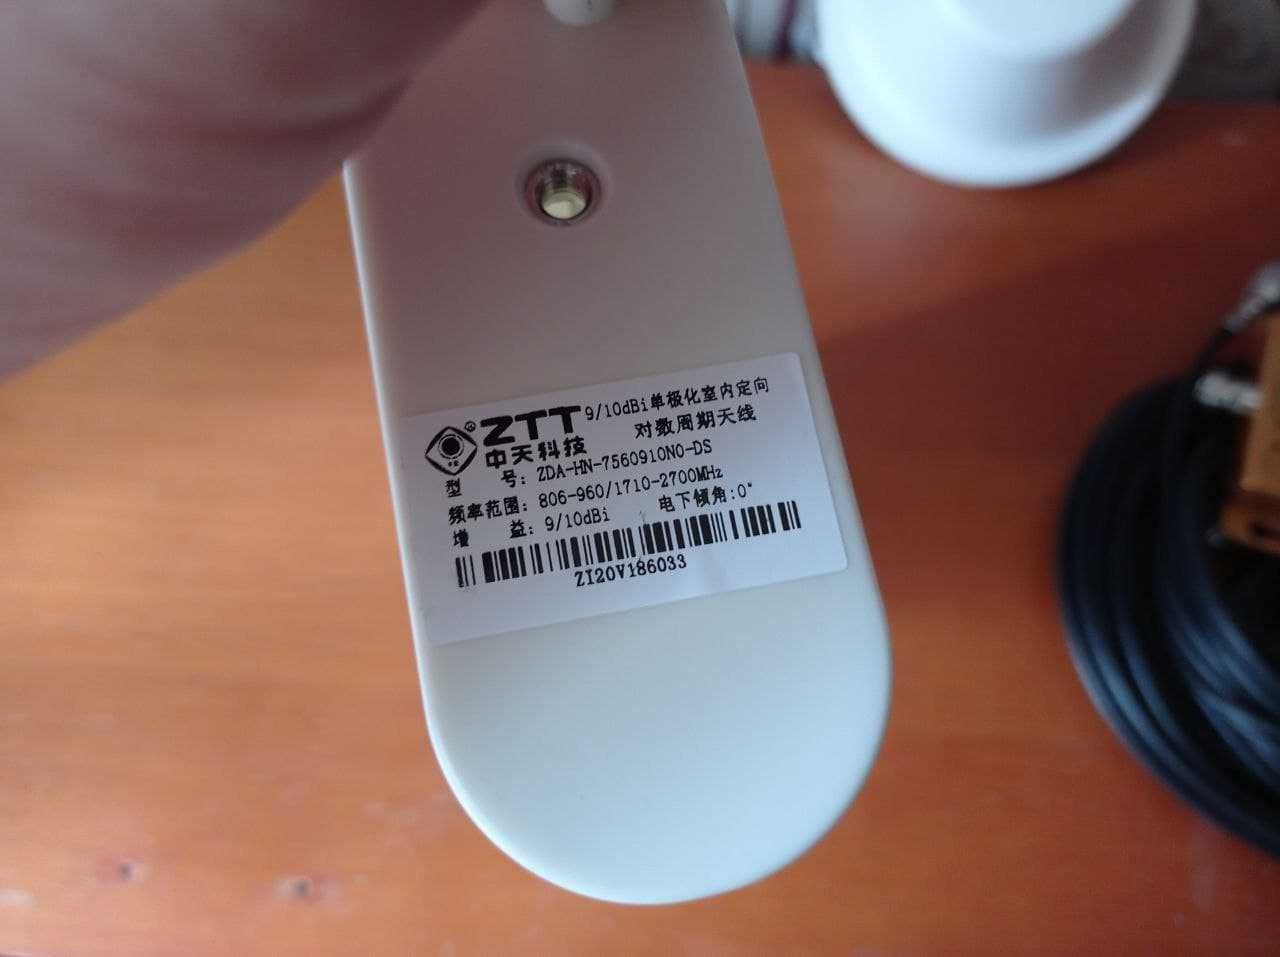 ZTT 9/10dBi单极化室内定向
中天科技 对数周期天线
型 号: ZDA-HN-7560910N0-DS
频率范围: 806-960/1710-2700MHz
增 益: 9/10dBi 电下倾角:0°
ZI20V186033